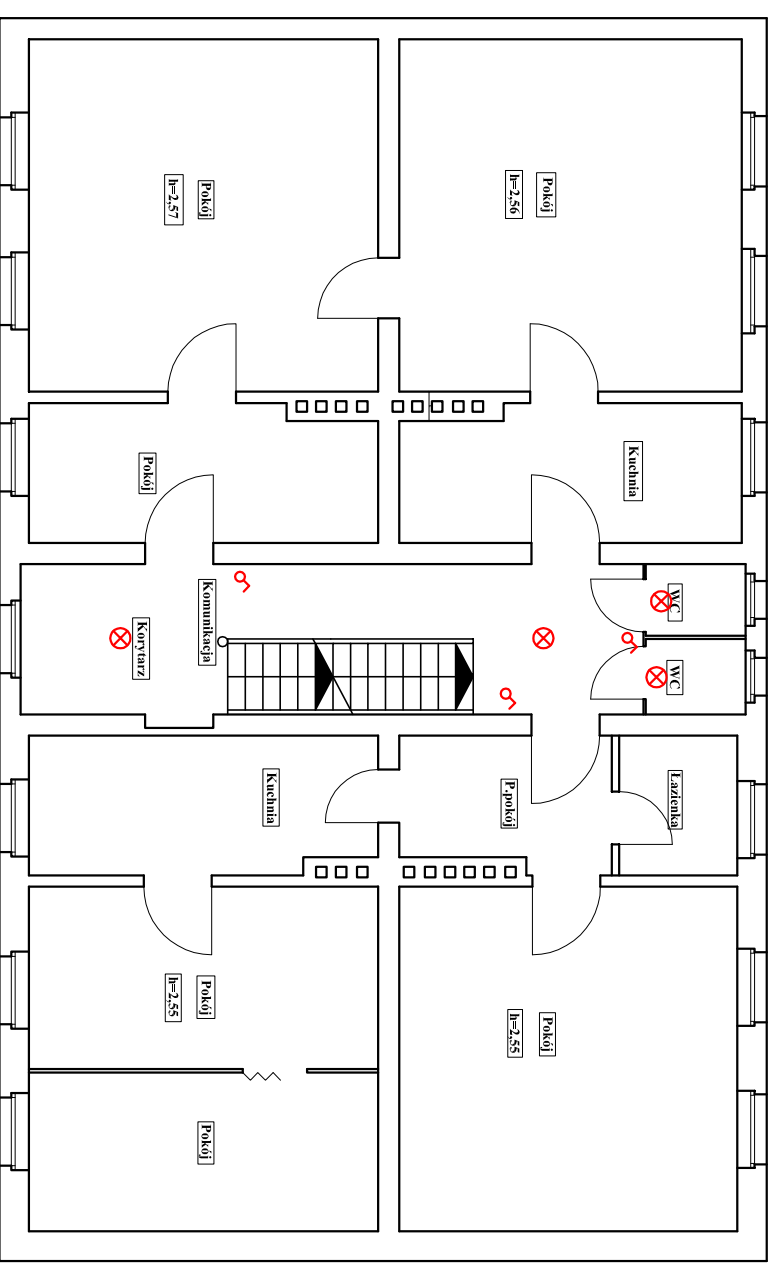 WC
WC
Łazienka
Kuchnia
Pokój
h=2,56
Pokój
h=2,55
P.pokój
Kuchnia
Pokój
h=2,57
Komunikacja
Pokój
h=2,55
Pokój
Pokój
Korytarz